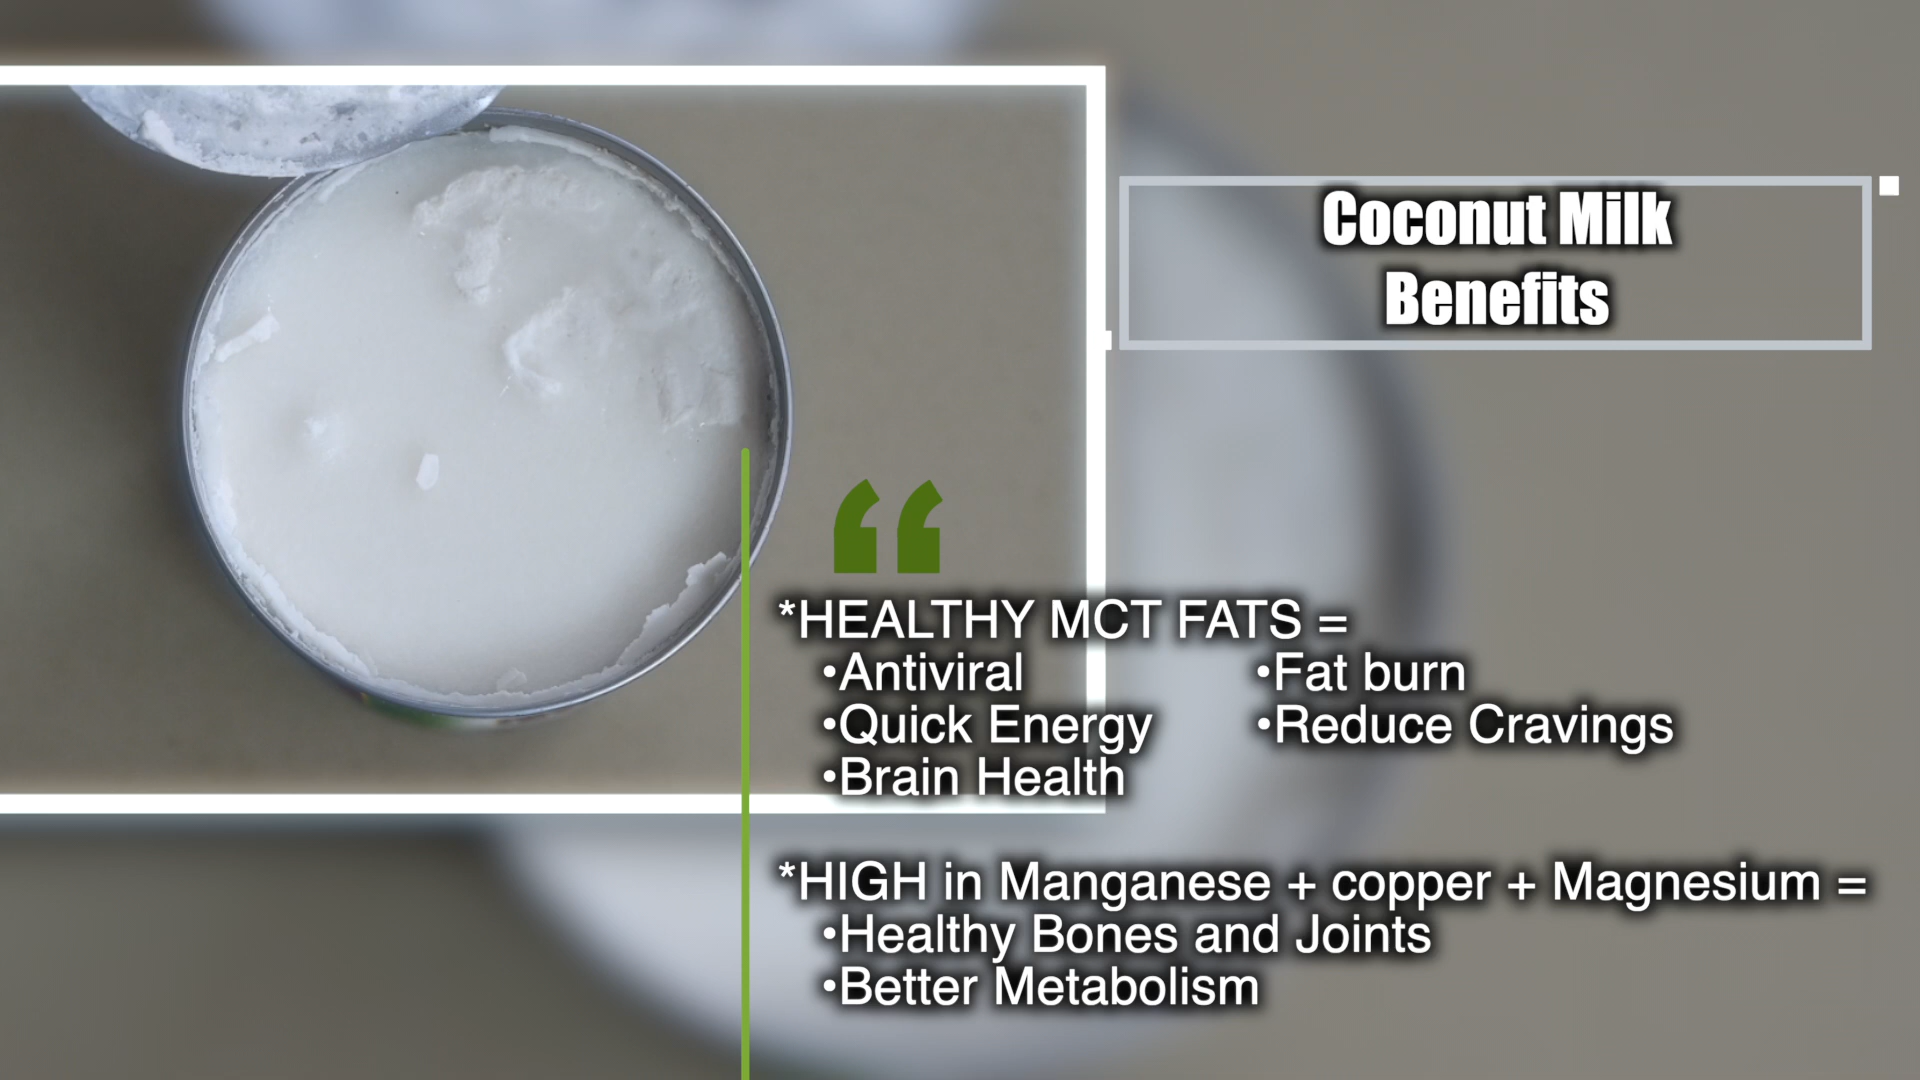 Coconut Milk
Benefits
“
*HEALTHY MCT FATS =
•Antiviral •Fat burn
•Quick Energy •Reduce Cravings
•Brain Health
*HIGH in Manganese + copper + Magnesium =
•Healthy Bones and Joints
•Better Metabolism